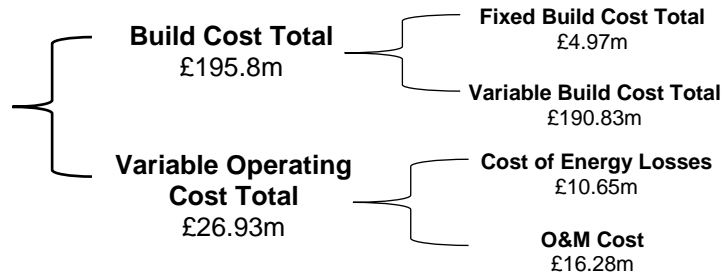 Build Cost Total
£195.8m
Fixed Build Cost Total
£4.97m
Variable Build Cost Total
£190.83m
Variable Operating
Cost Total
£26.93m
Cost of Energy Losses
£10.65m
O&M Cost
£16.28m